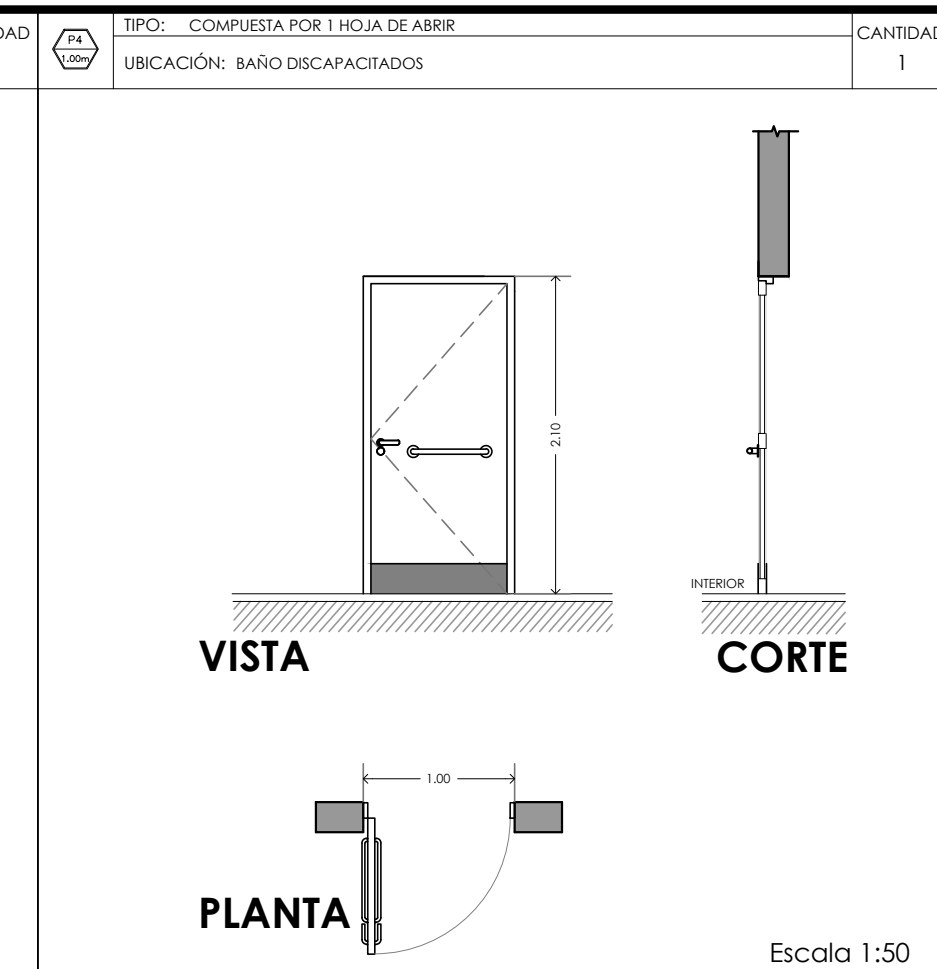 DAD
P4
1.00m
TIPO: COMPUESTA POR 1 HOJA DE ABRIR
UBICACIÓN: BAÑO DISCAPACITADOS
CANTIDAD
1
2.10
INTERIOR
VISTA
CORTE
1.00
PLANTA
Escala 1:50